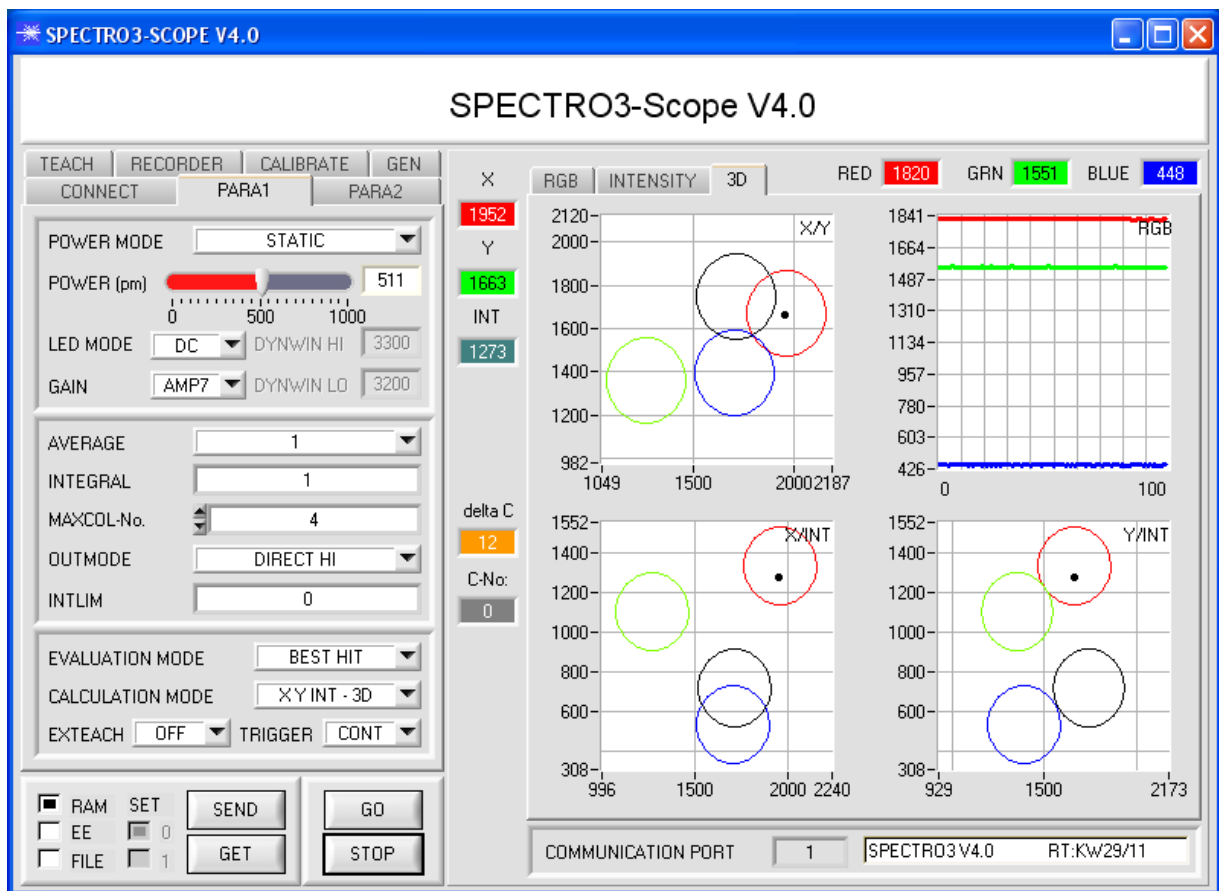 SPECTRO3-SCOPE V4.0
SPECTRO3-Scope V4.0
TEACH RECORDER CALIBRATE GEN
CONNECT PARA1 PARA2
POWER MODE STATIC
POWER (pm) 511
0 500 1000
LED MODE DC DYNWIN HI 3300
GAIN AMP7 DYNWIN LO 3200
AVERAGE 1
INTEGRAL 1
MAXCOL-No. 4
OUTMODE DIRECT HI
INTLIM 0
EVALUATION MODE BEST HIT
CALCULATION MODE X Y INT - 3D
EXTEACH OFF TRIGGER CONT
RAM SET
EE 0
FILE 1
SEND
GET
GO
STOP
X
1952
Y
1663
INT
1273
delta C
12
C-No:
0
RGB INTENSITY 3D
RED 1820 GRN 1551 BLUE 448
X/Y
2120
2000
1800
1600
1400
1200
982
1049 1500 2000 2187
RGB
1841
1664
1487
1310
1134
957
780
603
426
0 100
X/INT
1552
1400
1200
1000
800
600
308
996 1500 2000 2240
Y/INT
1552
1400
1200
1000
800
600
308
929 1500 2173
COMMUNICATION PORT 1 SPECTRO3 V4.0 RT:KW29/11